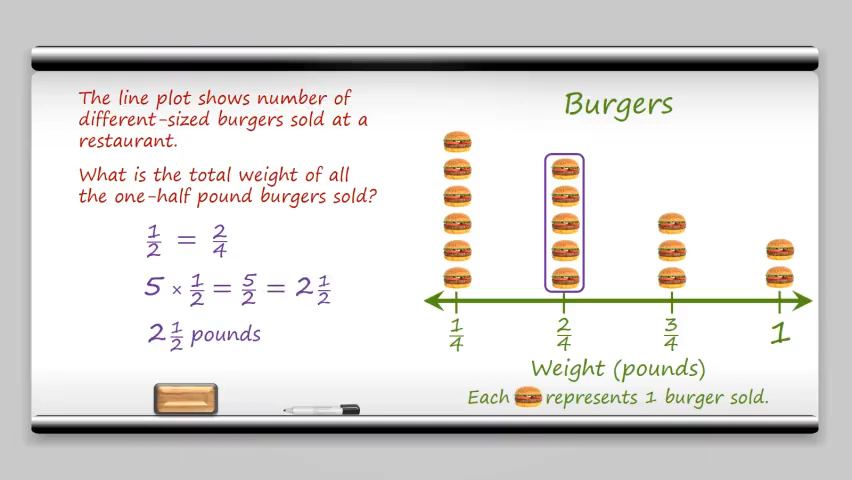 The line plot shows number of
different-sized burgers sold at a
restaurant.
What is the total weight of all
the one-half pound burgers sold?
1/2 = 2/4
5 × 1/2 = 5/2 = 2 1/2
2 1/2 pounds
Burgers
1/4 2/4 3/4 1
Weight (pounds)
Each represents 1 burger sold.